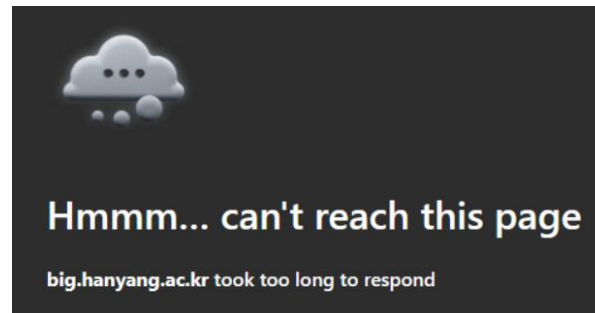 Hmmm... can't reach this page
big.hanyang.ac.kr took too long to respond